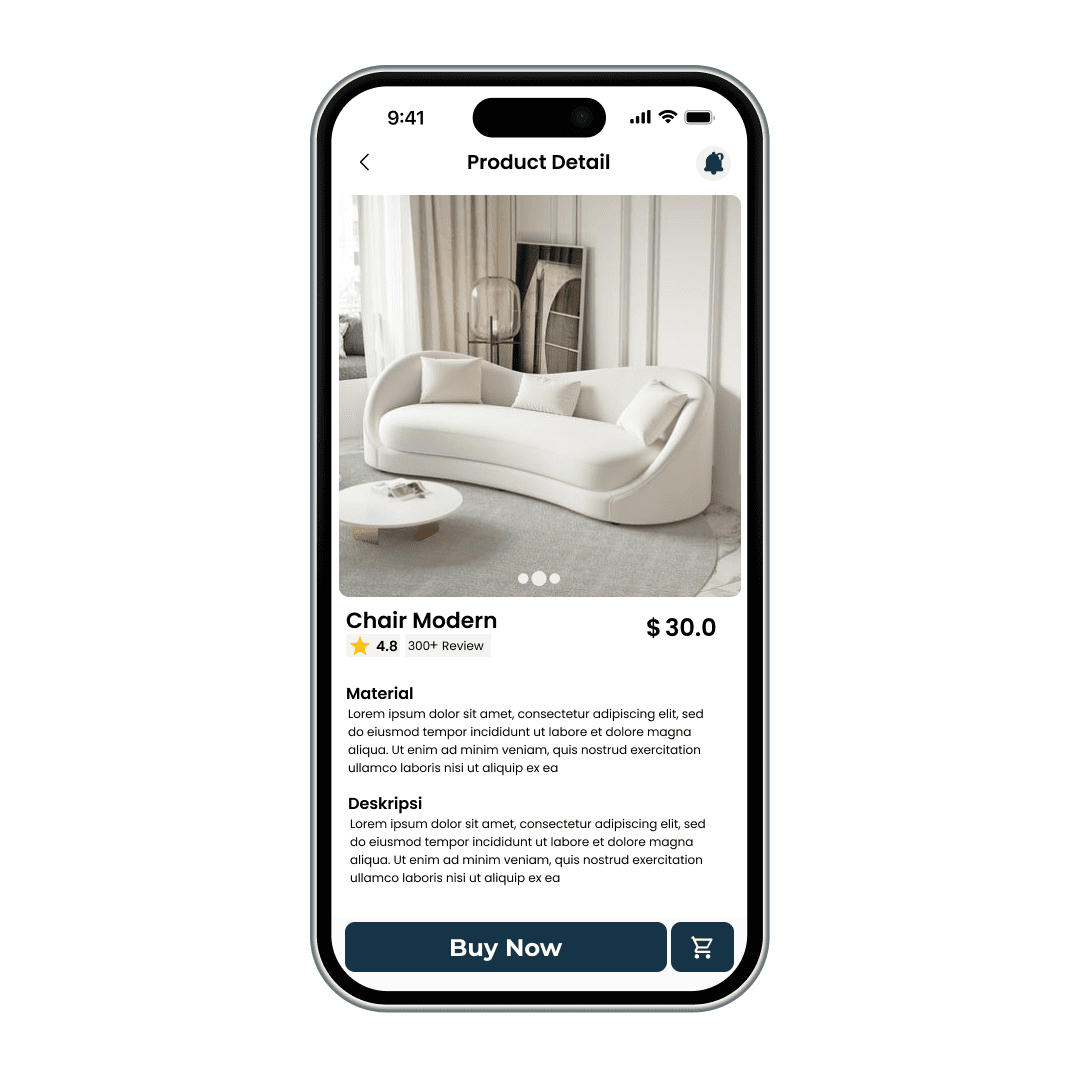 9:41
Product Detail
Chair Modern
$ 30.0
4.8 300+ Review
Material
Lorem ipsum dolor sit amet, consectetur adipiscing elit, sed
do eiusmod tempor incididunt ut labore et dolore magna
aliqua. Ut enim ad minim veniam, quis nostrud exercitation
ullamco laboris nisi ut aliquip ex ea
Deskripsi
Lorem ipsum dolor sit amet, consectetur adipiscing elit, sed
do eiusmod tempor incididunt ut labore et dolore magna
aliqua. Ut enim ad minim veniam, quis nostrud exercitation
ullamco laboris nisi ut aliquip ex ea
Buy Now